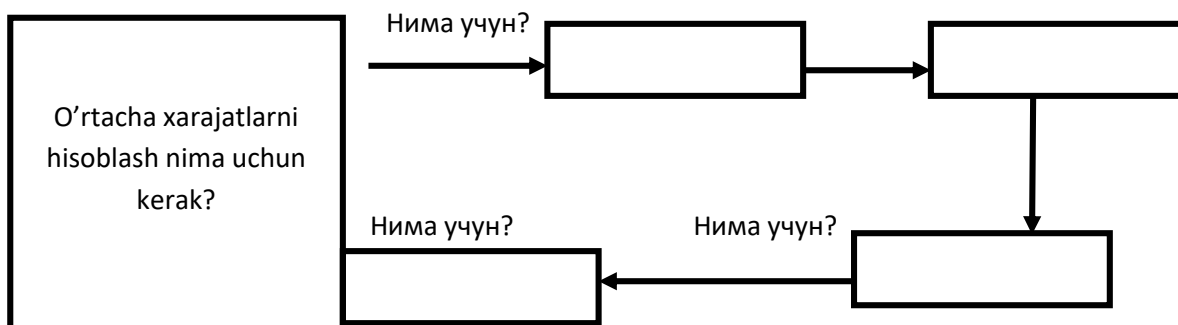 Нима учун?
O’rtacha xarajatlarni
hisoblash nima uchun
kerak?
Нима учун?
Нима учун?